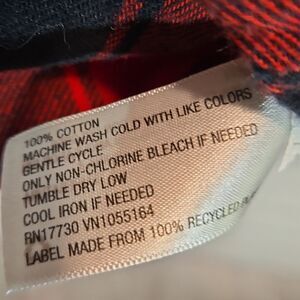 100% COTTON
MACHINE WASH COLD WITH LIKE COLORS
GENTLE CYCLE
ONLY NON-CHLORINE BLEACH IF NEEDED
TUMBLE DRY LOW
COOL IRON IF NEEDED
RN17730 VN1055164
LABEL MADE FROM 100% RECYCLED